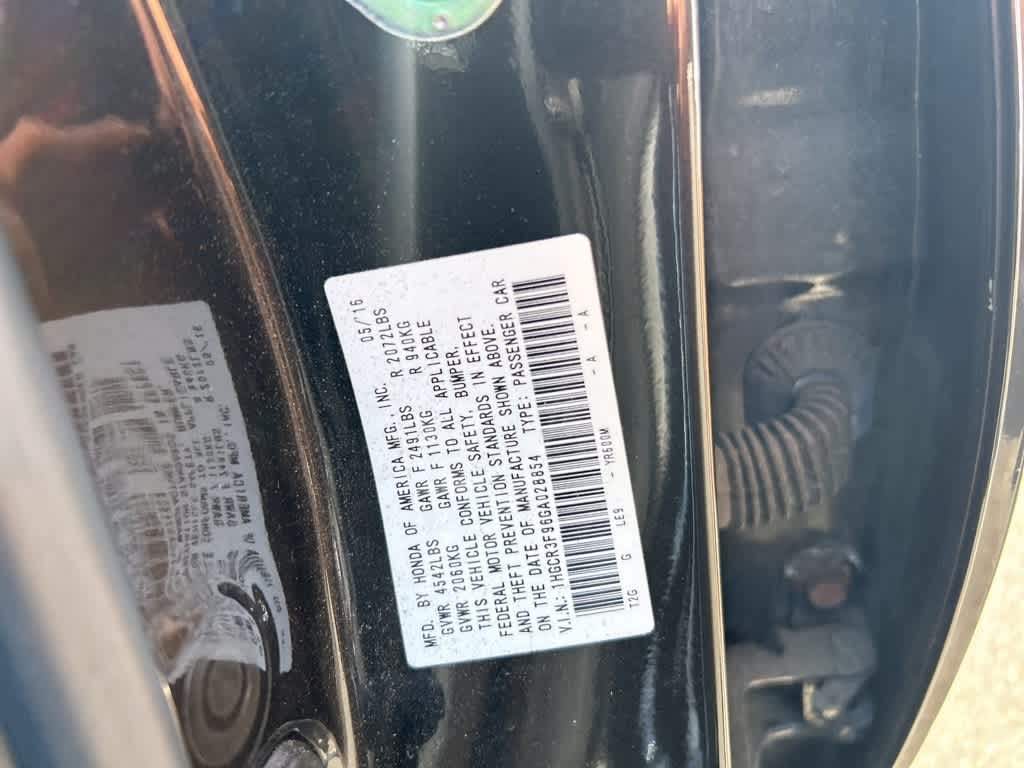 MFD. BY HONDA OF AMERICA MFG. INC. 05/16
GVWR 4542LBS GAWR F 2491LBS R 2072LBS
GVWR 2060KG GAWR F 1130KG R 940KG
THIS VEHICLE CONFORMS TO ALL APPLICABLE
FEDERAL MOTOR VEHICLE SAFETY, BUMPER,
AND THEFT PREVENTION STANDARDS IN EFFECT
ON THE DATE OF MANUFACTURE SHOWN ABOVE.
V.I.N.: 1HGCR3F96GA028854 TYPE: PASSENGER CAR
TZG G LE9 - YR600M - A - A